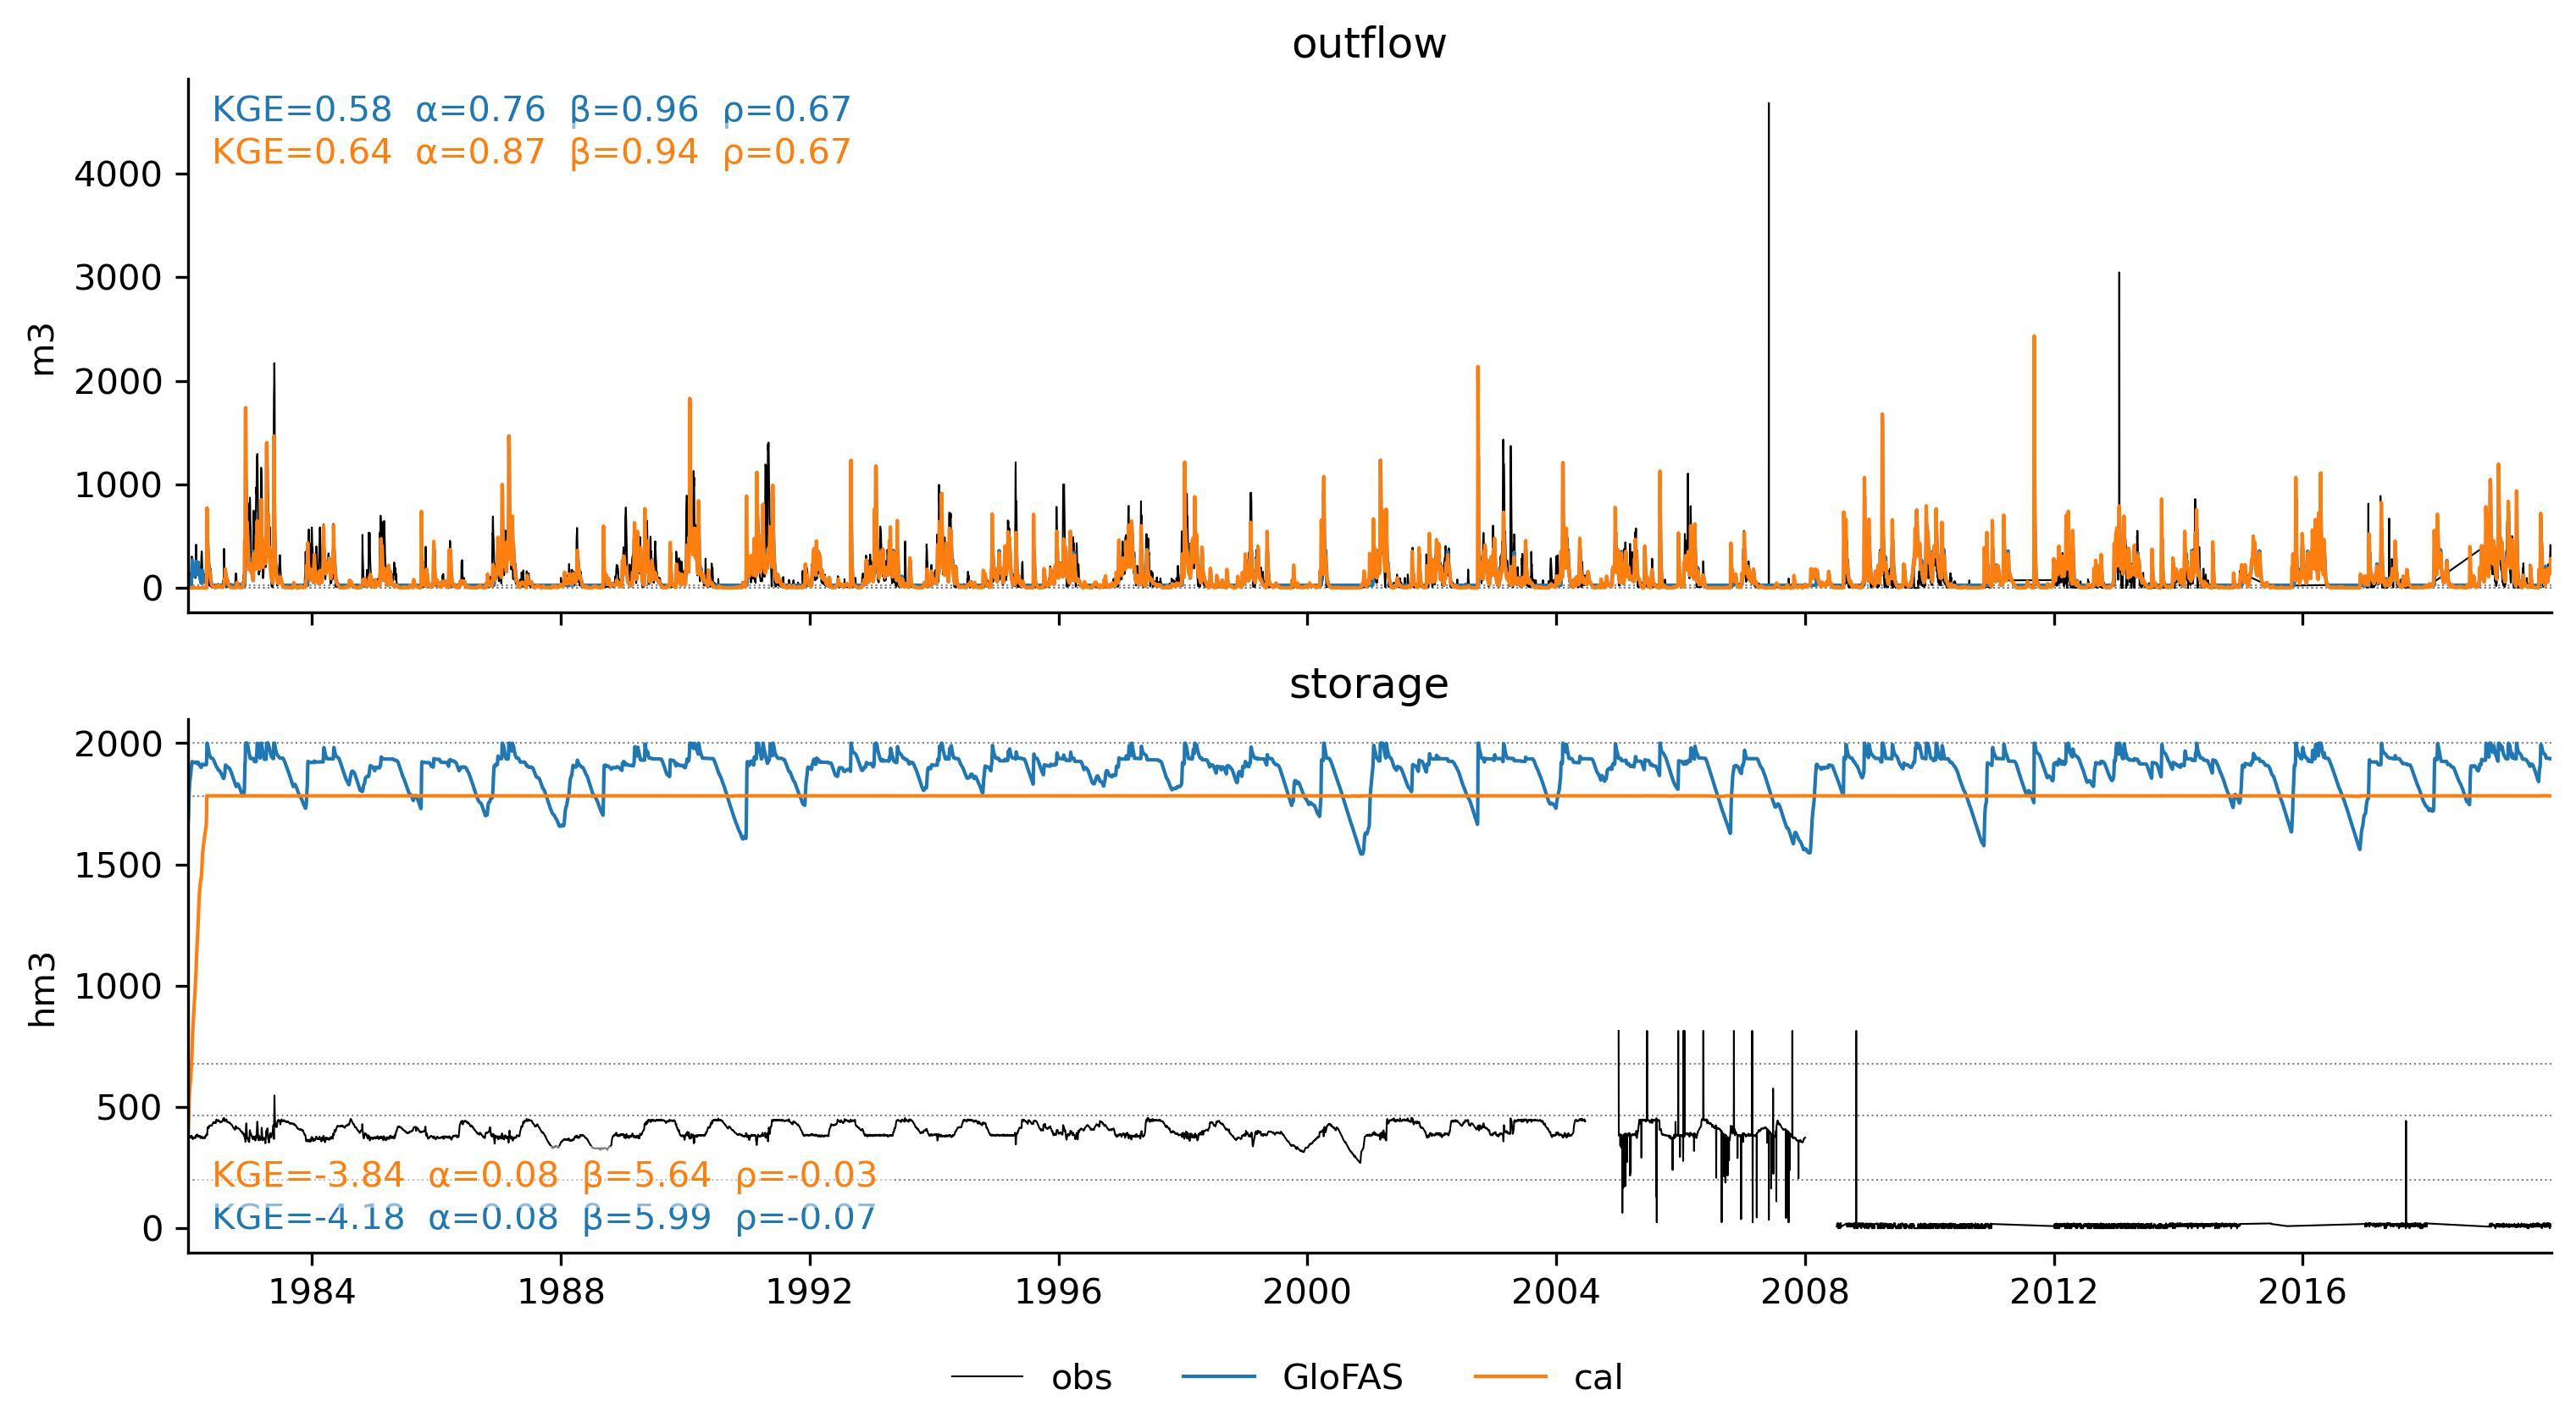 outflow
KGE=0.58 α=0.76 β=0.96 ρ=0.67
KGE=0.64 α=0.87 β=0.94 ρ=0.67
m3
4000
3000
2000
1000
0
storage
hm3
2000
1500
1000
500
0
KGE=-3.84 α=0.08 β=5.64 ρ=-0.03
KGE=-4.18 α=0.08 β=5.99 ρ=-0.07
1984 1988 1992 1996 2000 2004 2008 2012 2016
obs GloFAS cal